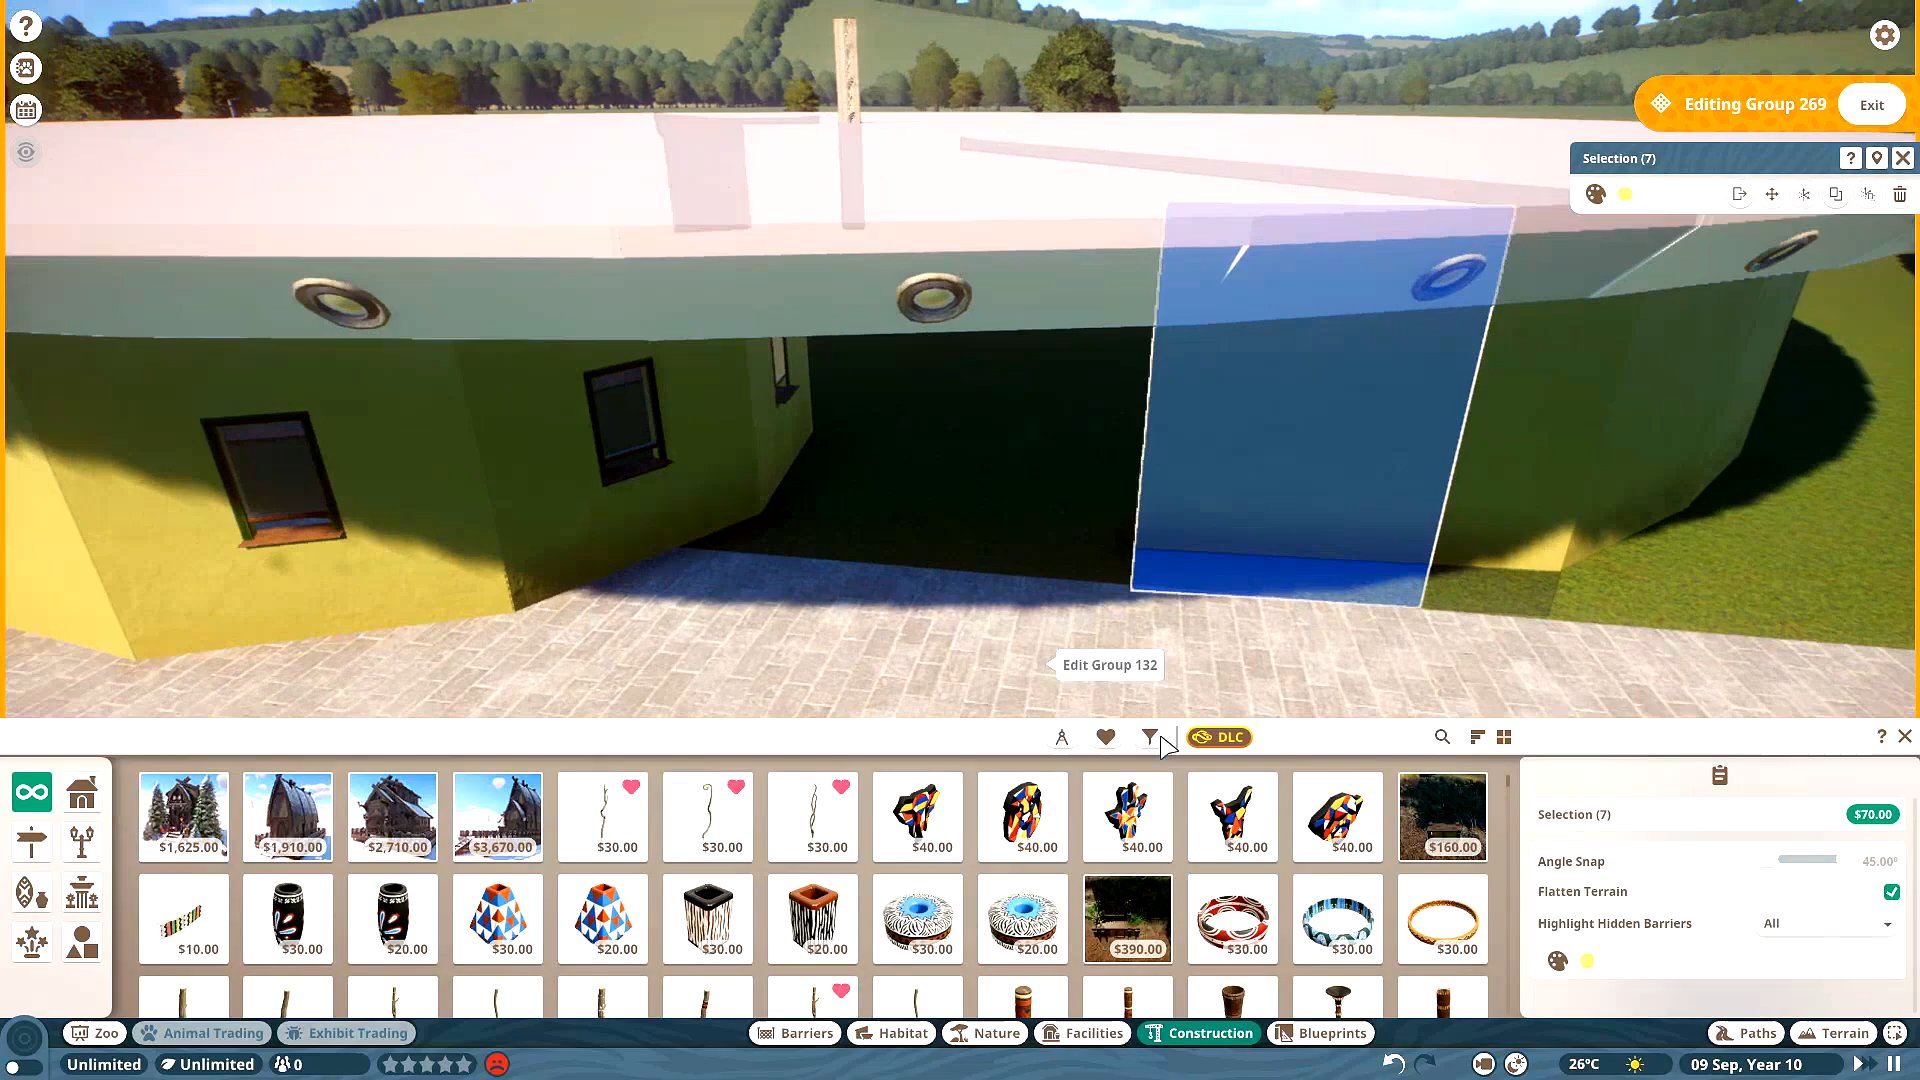 ?
Editing Group 269
Exit
Selection (7)
?
Edit Group 132
DLC
?
$1,625.00
$1,910.00
$2,710.00
$3,670.00
$30.00
$30.00
$30.00
$40.00
$40.00
$40.00
$40.00
$40.00
$160.00
$10.00
$30.00
$20.00
$30.00
$20.00
$30.00
$20.00
$30.00
$20.00
$390.00
$30.00
$30.00
$30.00
Selection (7)
$70.00
Angle Snap
45.00°
Flatten Terrain
Highlight Hidden Barriers
All
Zoo
Animal Trading
Exhibit Trading
Barriers
Habitat
Nature
Facilities
Construction
Blueprints
Paths
Terrain
Unlimited
Unlimited
0
26°C
09 Sep, Year 10